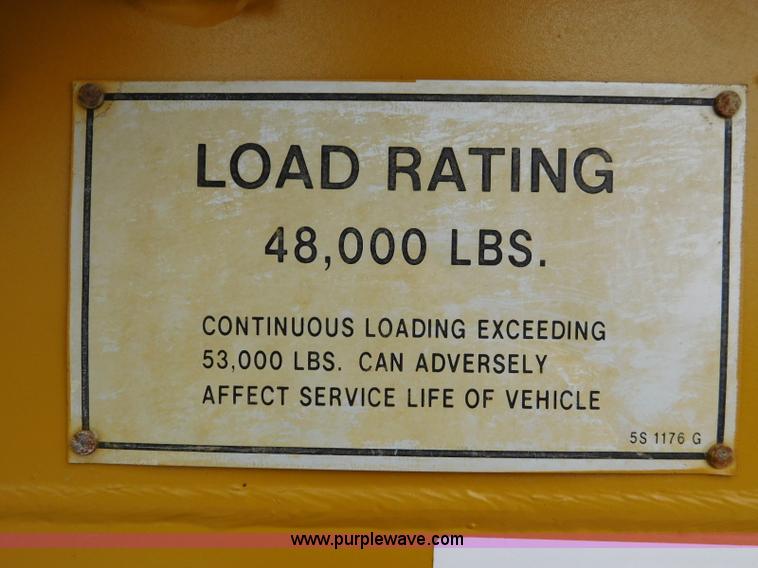 LOAD RATING
48,000 LBS.
CONTINUOUS LOADING EXCEEDING
53,000 LBS. CAN ADVERSELY
AFFECT SERVICE LIFE OF VEHICLE
5S 1176 G
www.purplewave.com